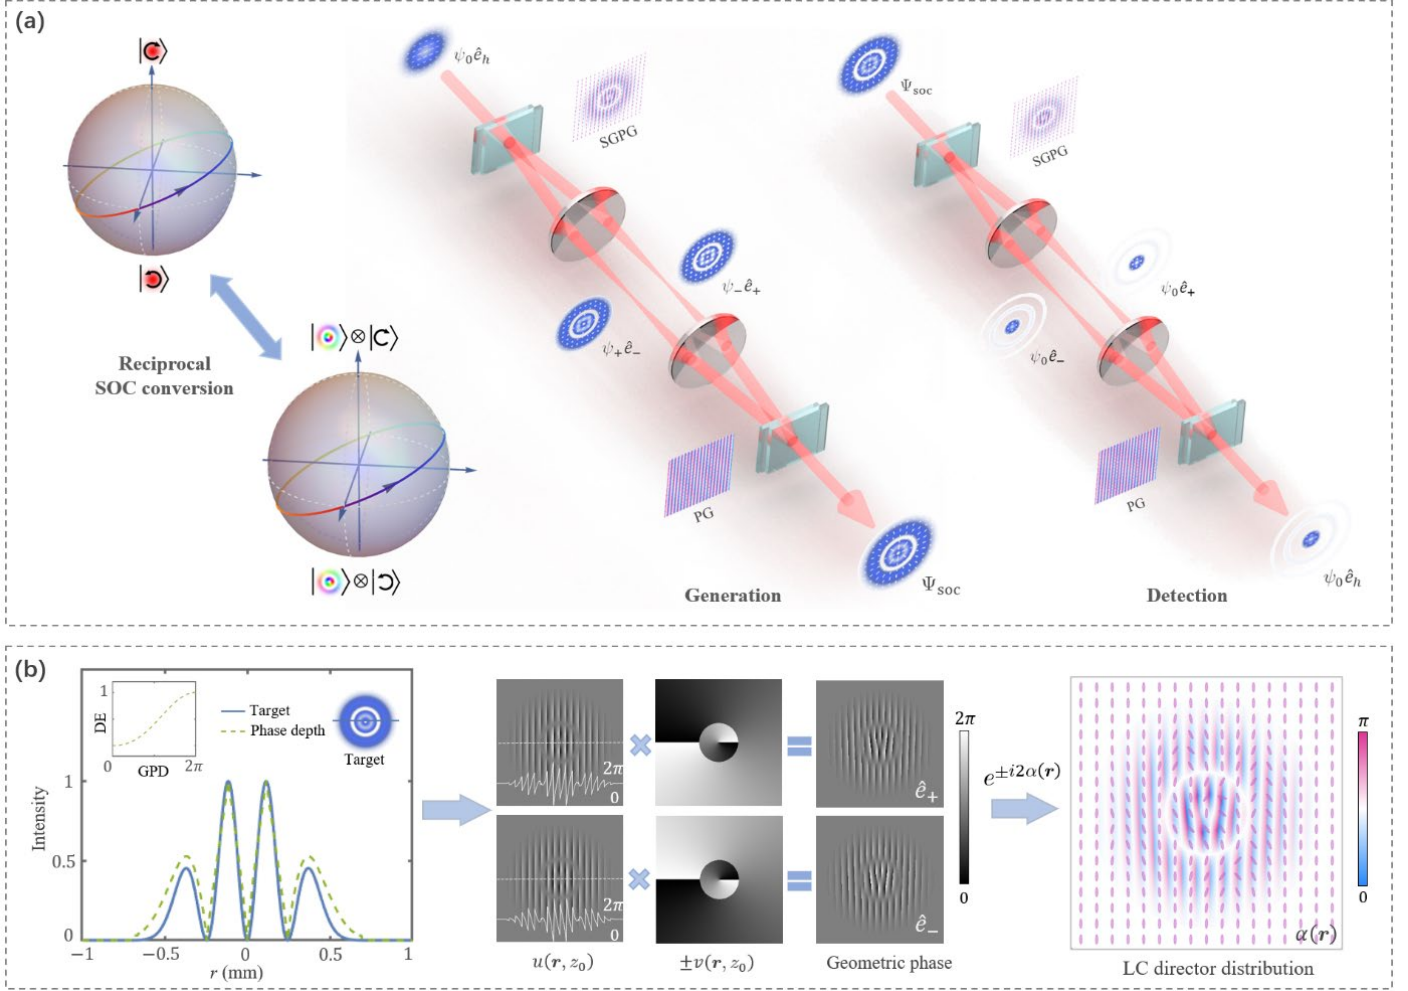 (a)
|↻⟩
|↺⟩
Reciprocal
SOC conversion
| ⟩⊗|↻⟩
| ⟩⊗|↺⟩
ψ₀ê_h
SGPG
ψ₋ê₊
ψ₊ê₋
PG
Ψ_soc
Generation
Ψ_soc
SGPG
ψ₀ê₊
ψ₀ê₋
PG
ψ₀ê_h
Detection
(b)
1
DE
0
GPD
2π
Target
Phase depth
Target
Intensity
1
0.5
0
−1
−0.5
0
0.5
1
r (mm)
2π
0
2π
0
u(r, z₀)
±v(r, z₀)
ê₊
ê₋
Geometric phase
2π
0
e^{±i2α(r)}
α(r)
LC director distribution
π
0